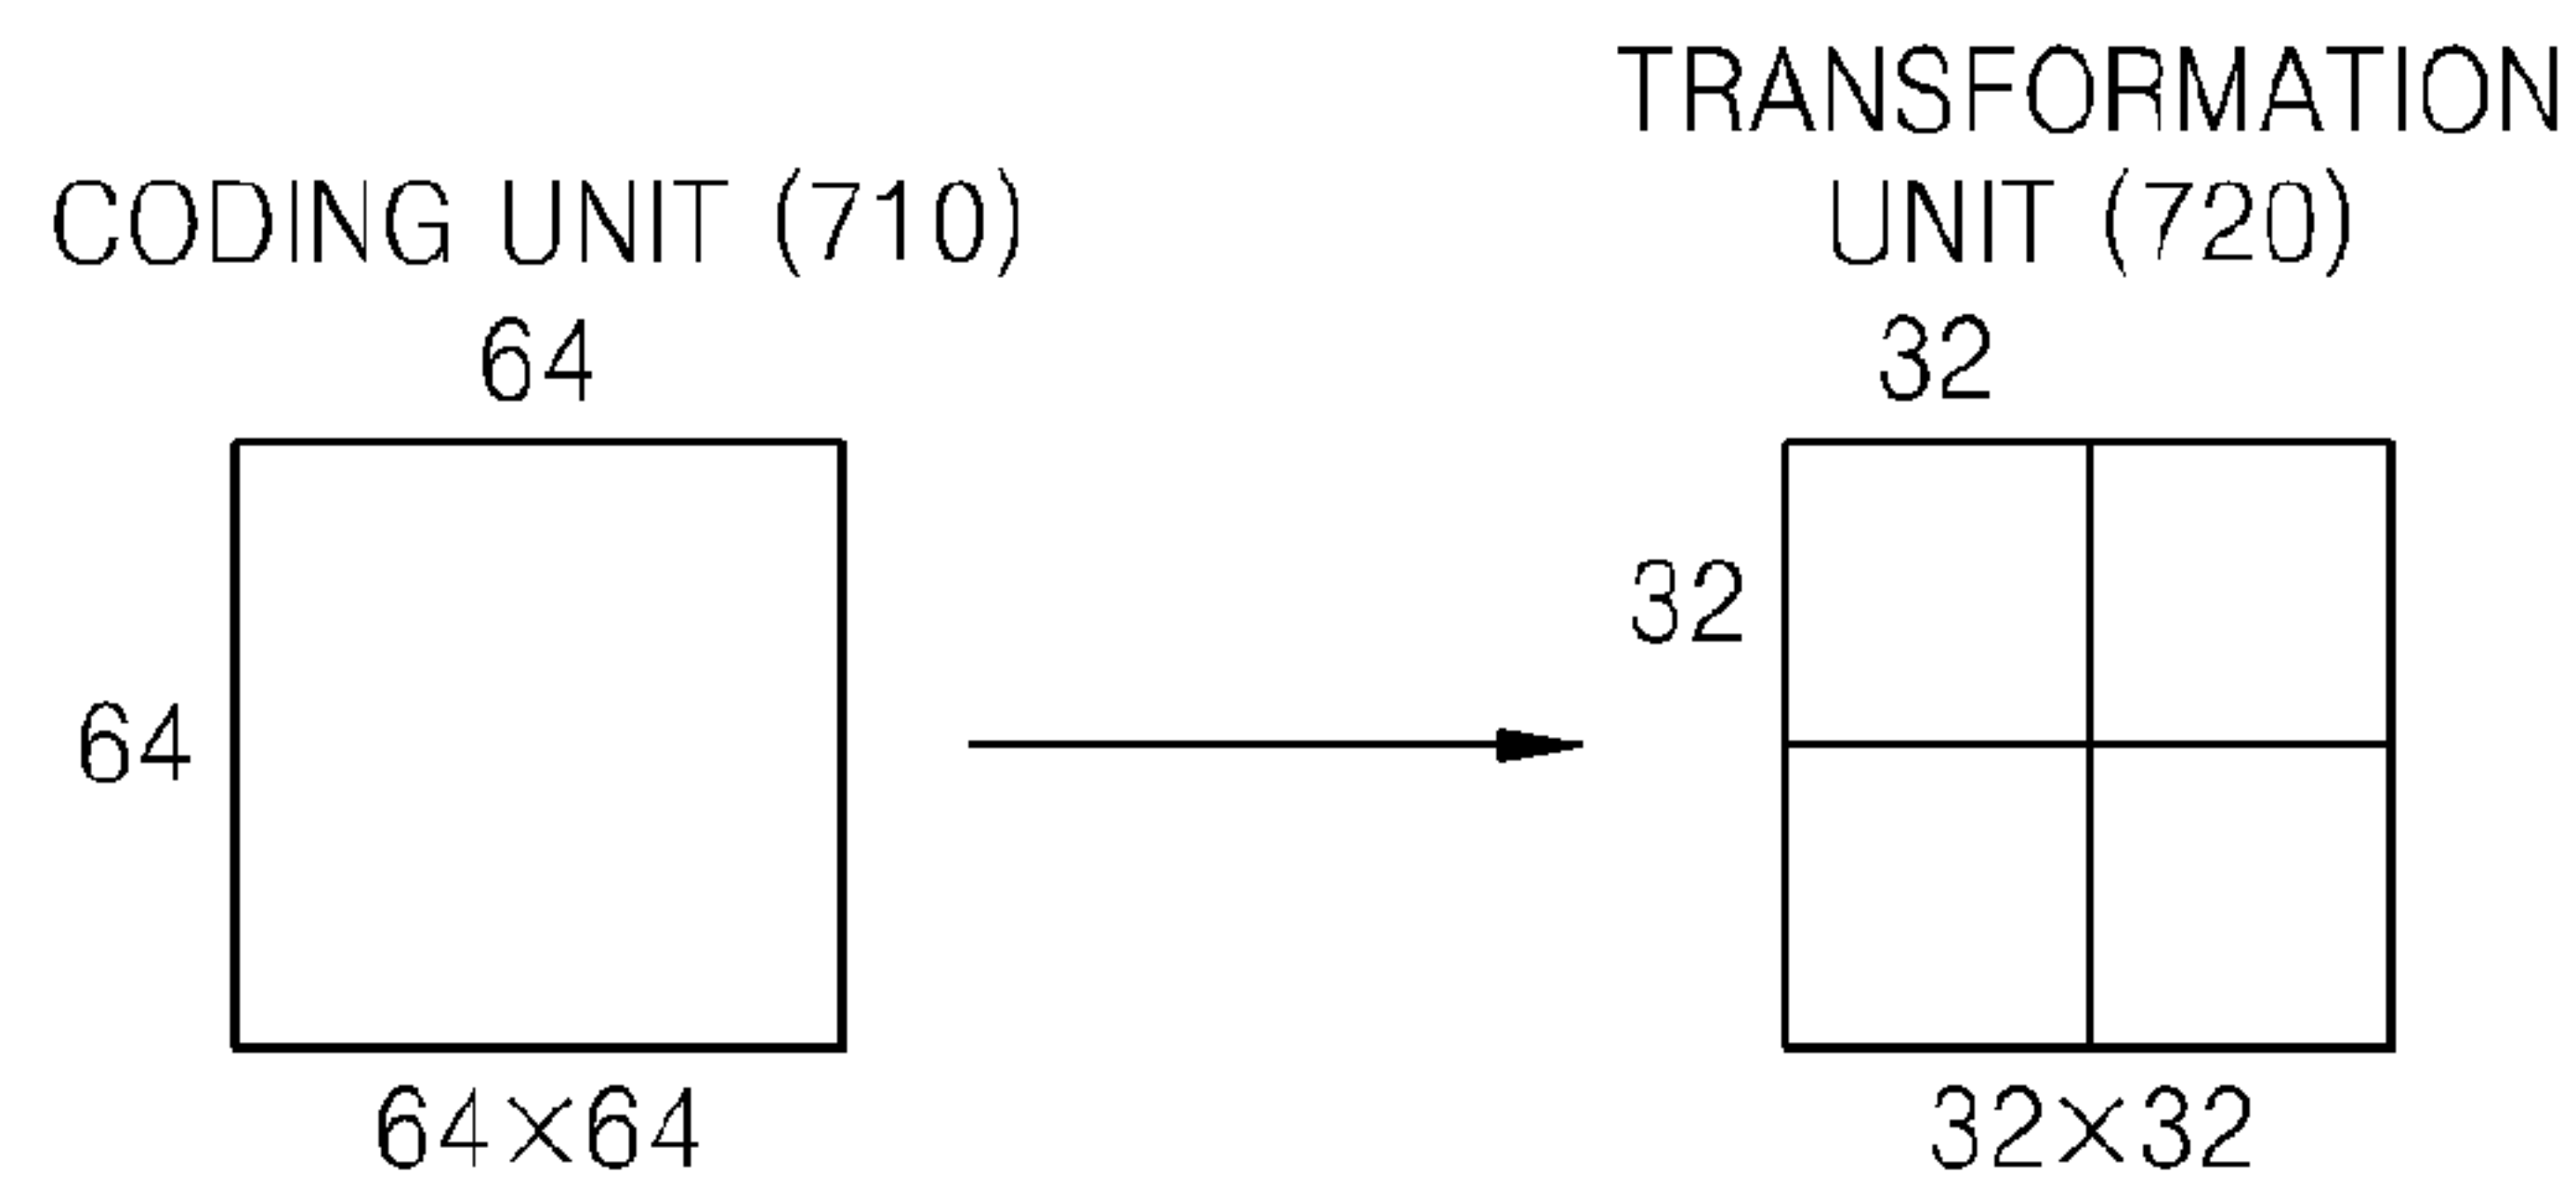 CODING UNIT (710)
64
64
64×64
TRANSFORMATION
UNIT (720)
32
32
32×32